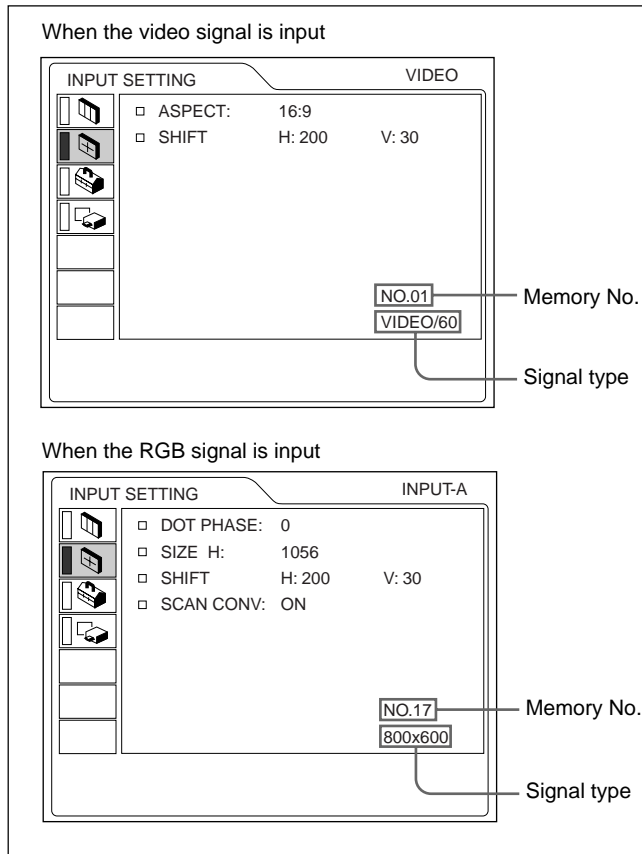 When the video signal is input
INPUT SETTING VIDEO
ASPECT: 16:9
SHIFT H: 200 V: 30
NO.01 Memory No.
VIDEO/60
Signal type
When the RGB signal is input
INPUT SETTING INPUT-A
DOT PHASE: 0
SIZE H: 1056
SHIFT H: 200 V: 30
SCAN CONV: ON
NO.17 Memory No.
800x600
Signal type